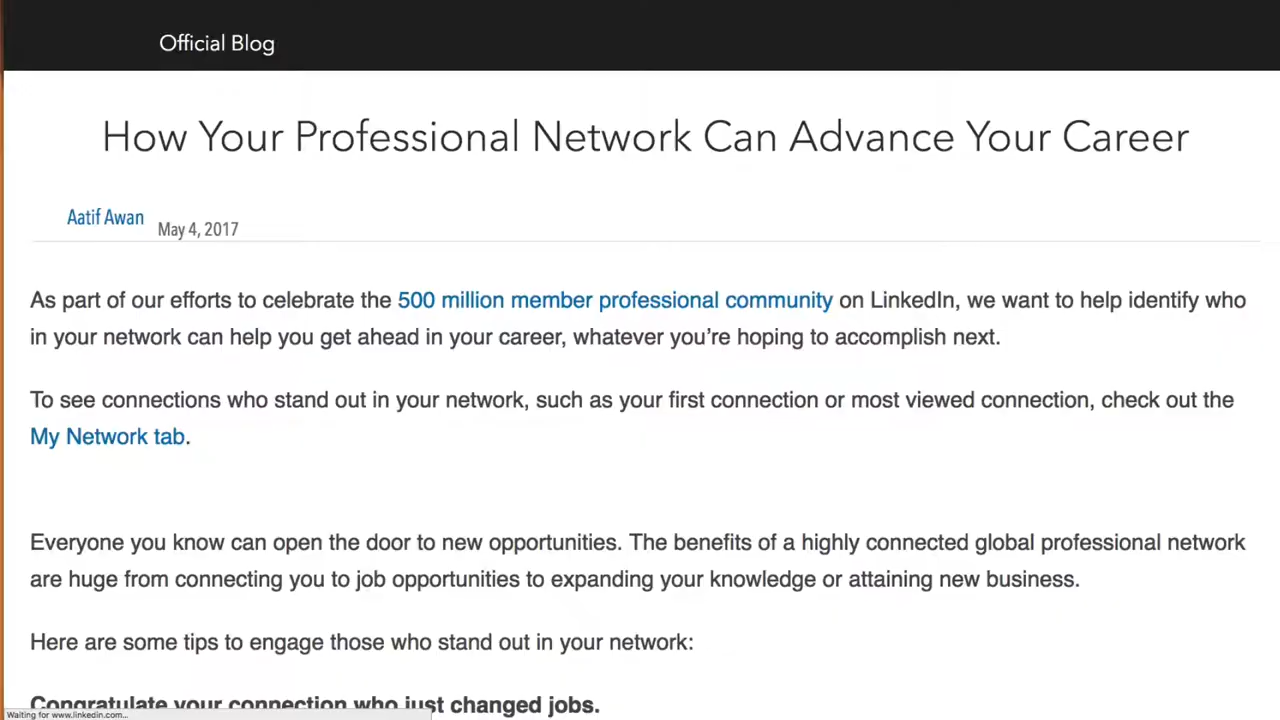 Official Blog
How Your Professional Network Can Advance Your Career
Aatif Awan May 4, 2017
As part of our efforts to celebrate the 500 million member professional community on LinkedIn, we want to help identify who
in your network can help you get ahead in your career, whatever you’re hoping to accomplish next.
To see connections who stand out in your network, such as your first connection or most viewed connection, check out the
My Network tab.
Everyone you know can open the door to new opportunities. The benefits of a highly connected global professional network
are huge from connecting you to job opportunities to expanding your knowledge or attaining new business.
Here are some tips to engage those who stand out in your network:
Congratulate your connection who just changed jobs.
Waiting for www.linkedin.com...